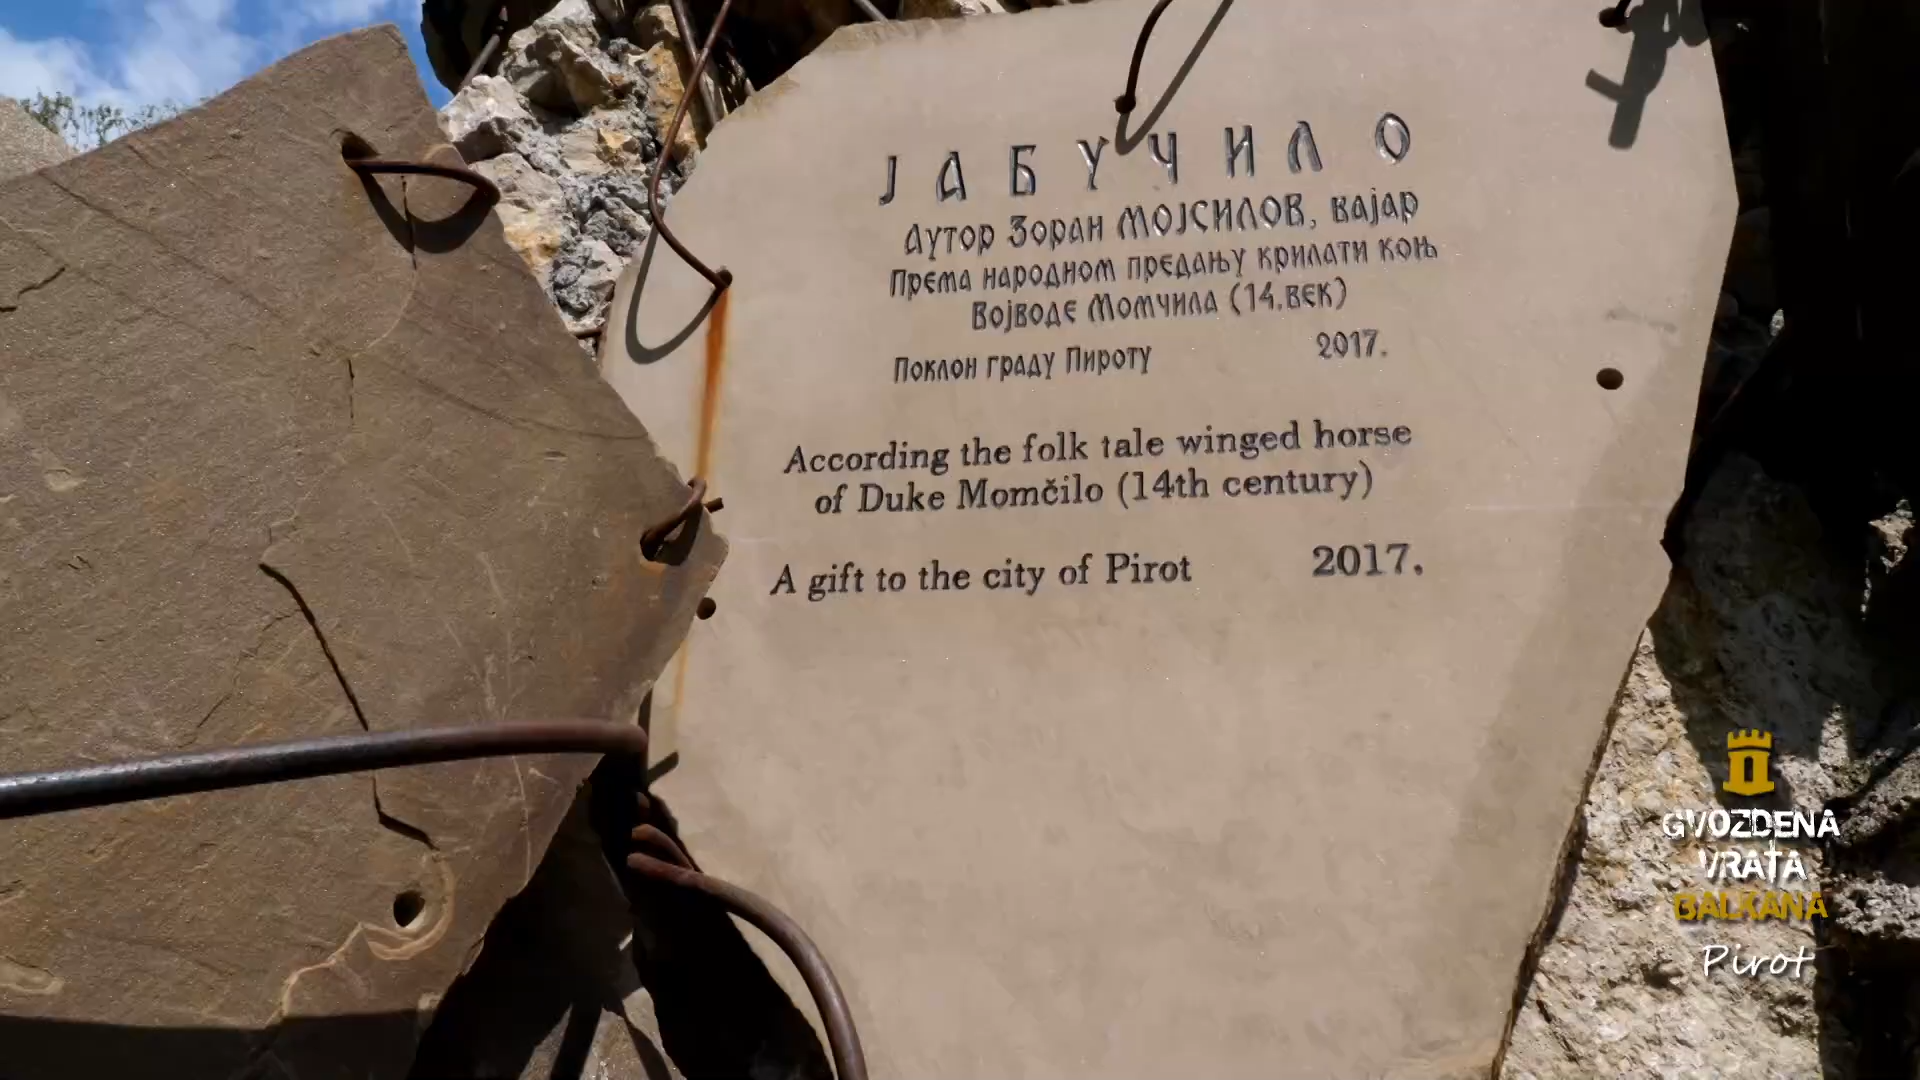 ЈАБУЧИЛО
Аутор Зоран Мојсилов, вајар
Према народном предању крилати коњ
Војводе Момчила (14.век)
Поклон граду Пироту 2017.
According the folk tale winged horse
of Duke Momčilo (14th century)
A gift to the city of Pirot 2017.
GVOZDENA
VRATA
BALKANA
Pirot